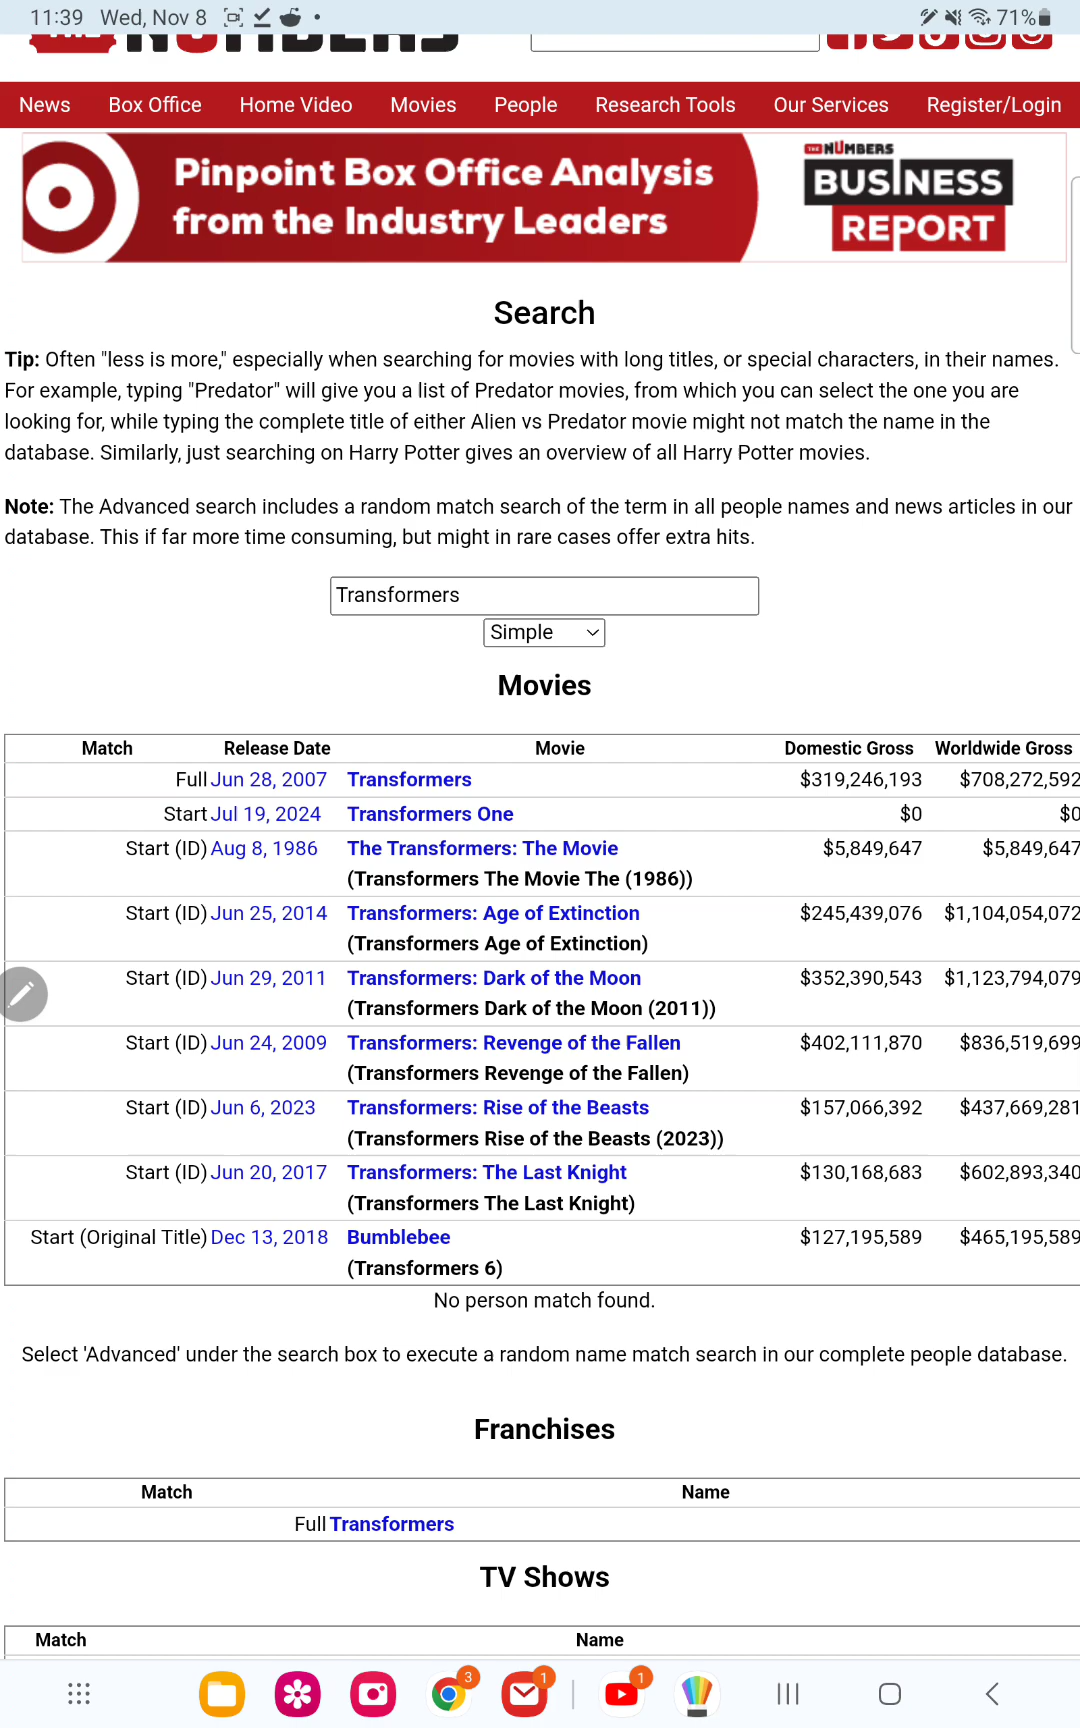 11:39 Wed, Nov 8
71%
THE NUMBERS
News Box Office Home Video Movies People Research Tools Our Services Register/Login
Pinpoint Box Office Analysis
from the Industry Leaders
THE NUMBERS
BUSINESS
REPORT
Search
Tip: Often "less is more," especially when searching for movies with long titles, or special characters, in their names.
For example, typing "Predator" will give you a list of Predator movies, from which you can select the one you are
looking for, while typing the complete title of either Alien vs Predator movie might not match the name in the
database. Similarly, just searching on Harry Potter gives an overview of all Harry Potter movies.
Note: The Advanced search includes a random match search of the term in all people names and news articles in our
database. This if far more time consuming, but might in rare cases offer extra hits.
Transformers
Simple
Movies
Match Release Date Movie Domestic Gross Worldwide Gross
Full Jun 28, 2007 Transformers $319,246,193 $708,272,592
Start Jul 19, 2024 Transformers One $0 $0
Start (ID) Aug 8, 1986 The Transformers: The Movie $5,849,647 $5,849,647
(Transformers The Movie The (1986))
Start (ID) Jun 25, 2014 Transformers: Age of Extinction $245,439,076 $1,104,054,072
(Transformers Age of Extinction)
Start (ID) Jun 29, 2011 Transformers: Dark of the Moon $352,390,543 $1,123,794,079
(Transformers Dark of the Moon (2011))
Start (ID) Jun 24, 2009 Transformers: Revenge of the Fallen $402,111,870 $836,519,699
(Transformers Revenge of the Fallen)
Start (ID) Jun 6, 2023 Transformers: Rise of the Beasts $157,066,392 $437,669,281
(Transformers Rise of the Beasts (2023))
Start (ID) Jun 20, 2017 Transformers: The Last Knight $130,168,683 $602,893,340
(Transformers The Last Knight)
Start (Original Title) Dec 13, 2018 Bumblebee $127,195,589 $465,195,589
(Transformers 6)
No person match found.
Select 'Advanced' under the search box to execute a random name match search in our complete people database.
Franchises
Match Name
Full Transformers
TV Shows
Match Name
3 1 1